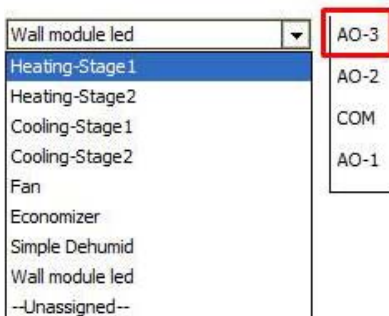 Wall module led
Heating-Stage1
Heating-Stage2
Cooling-Stage1
Cooling-Stage2
Fan
Economizer
Simple Dehumid
Wall module led
--Unassigned--
AO-3
AO-2
COM
AO-1